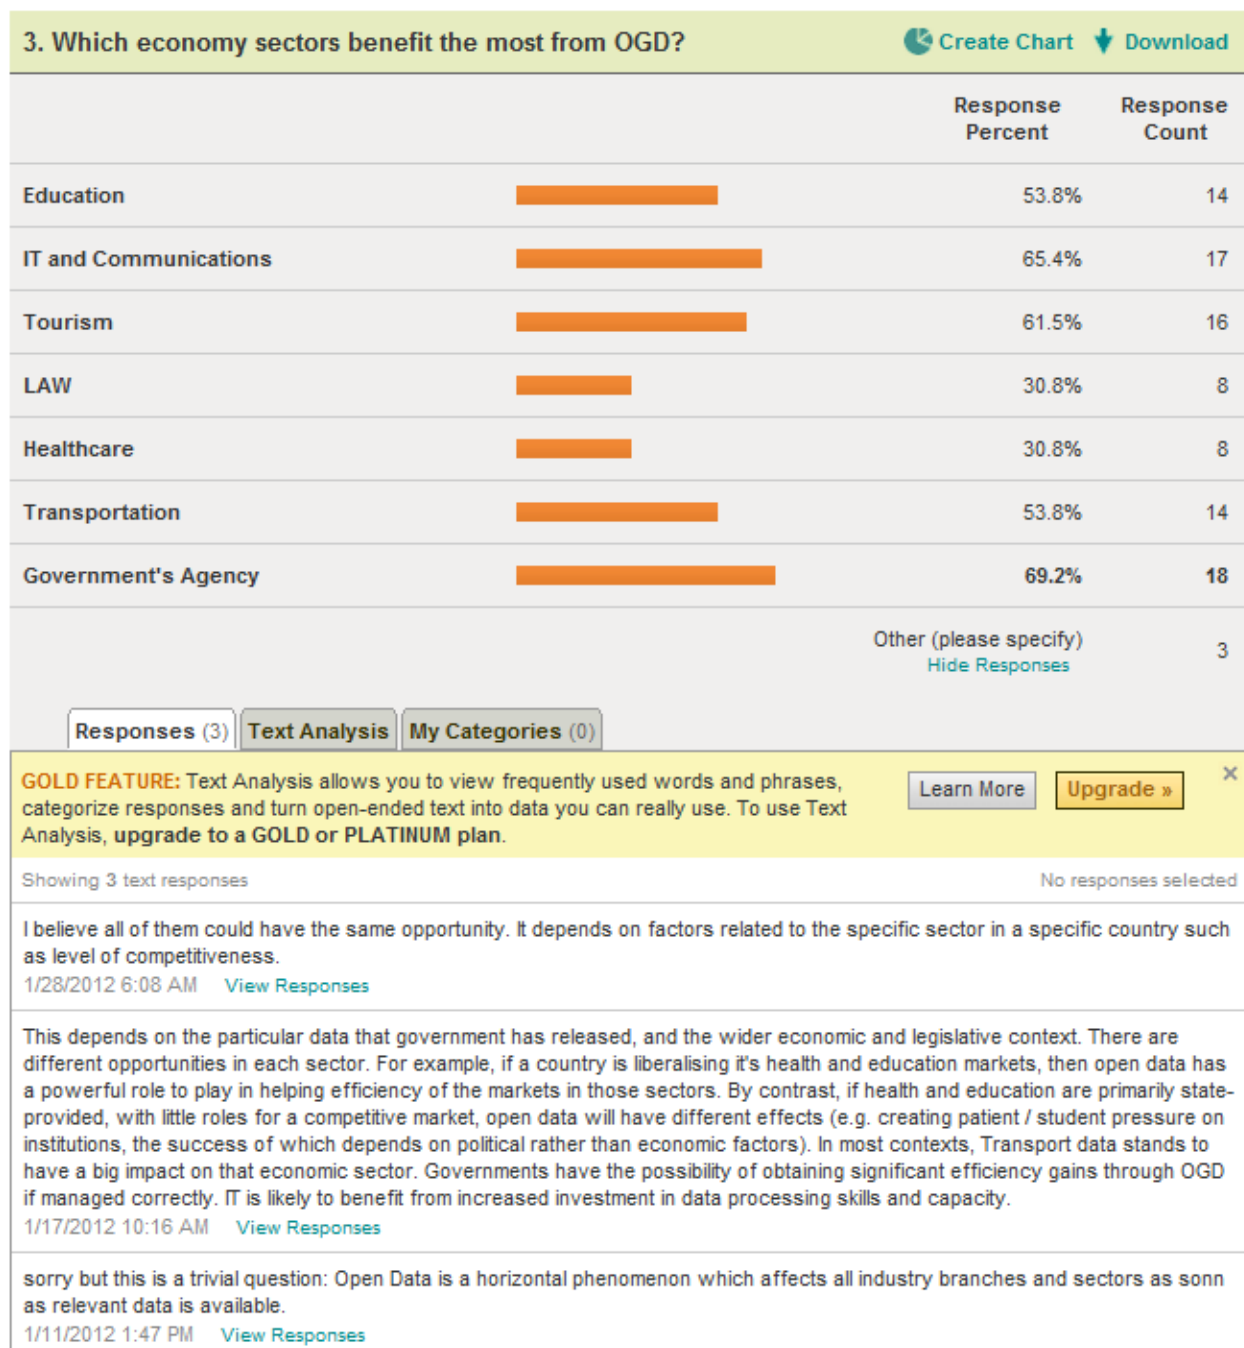 3. Which economy sectors benefit the most from OGD? Create Chart Download
Response Percent Response Count
Education 53.8% 14
IT and Communications 65.4% 17
Tourism 61.5% 16
LAW 30.8% 8
Healthcare 30.8% 8
Transportation 53.8% 14
Government's Agency 69.2% 18
Other (please specify) 3
Hide Responses
Responses (3) Text Analysis My Categories (0)
GOLD FEATURE: Text Analysis allows you to view frequently used words and phrases,
categorize responses and turn open-ended text into data you can really use. To use Text
Analysis, upgrade to a GOLD or PLATINUM plan.
Learn More Upgrade »
Showing 3 text responses No responses selected
I believe all of them could have the same opportunity. It depends on factors related to the specific sector in a specific country such
as level of competitiveness.
1/28/2012 6:08 AM View Responses
This depends on the particular data that government has released, and the wider economic and legislative context. There are
different opportunities in each sector. For example, if a country is liberalising it's health and education markets, then open data has
a powerful role to play in helping efficiency of the markets in those sectors. By contrast, if health and education are primarily state-
provided, with little roles for a competitive market, open data will have different effects (e.g. creating patient / student pressure on
institutions, the success of which depends on political rather than economic factors). In most contexts, Transport data stands to
have a big impact on that economic sector. Governments have the possibility of obtaining significant efficiency gains through OGD
if managed correctly. IT is likely to benefit from increased investment in data processing skills and capacity.
1/17/2012 10:16 AM View Responses
sorry but this is a trivial question: Open Data is a horizontal phenomenon which affects all industry branches and sectors as sonn
as relevant data is available.
1/11/2012 1:47 PM View Responses